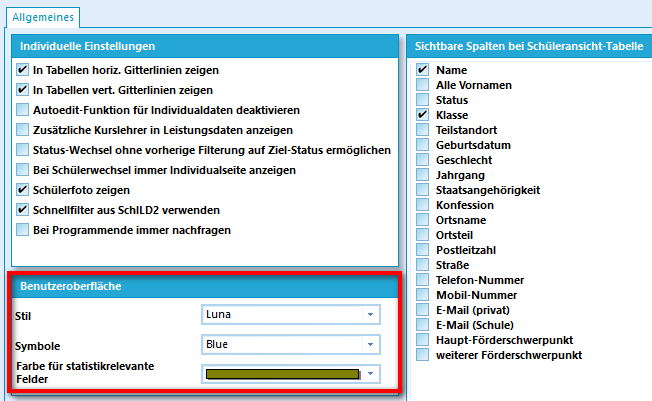 Allgemeines
Individuelle Einstellungen
In Tabellen horiz. Gitterlinien zeigen
In Tabellen vert. Gitterlinien zeigen
Autoedit-Funktion für Individualdaten deaktivieren
Zusätzliche Kurslehrer in Leistungsdaten anzeigen
Status-Wechsel ohne vorherige Filterung auf Ziel-Status ermöglichen
Bei Schülerwechsel immer Individualseite anzeigen
Schülerfoto zeigen
Schnellfilter aus SchILD2 verwenden
Bei Programmende immer nachfragen
Benutzeroberfläche
Stil
Luna
Symbole
Blue
Farbe für statistikrelevante
Felder
Sichtbare Spalten bei Schüleransicht-Tabelle
Name
Alle Vornamen
Status
Klasse
Teilstandort
Geburtsdatum
Geschlecht
Jahrgang
Staatsangehörigkeit
Konfession
Ortsname
Ortsteil
Postleitzahl
Straße
Telefon-Nummer
Mobil-Nummer
E-Mail (privat)
E-Mail (Schule)
Haupt-Förderschwerpunkt
weiterer Förderschwerpunkt